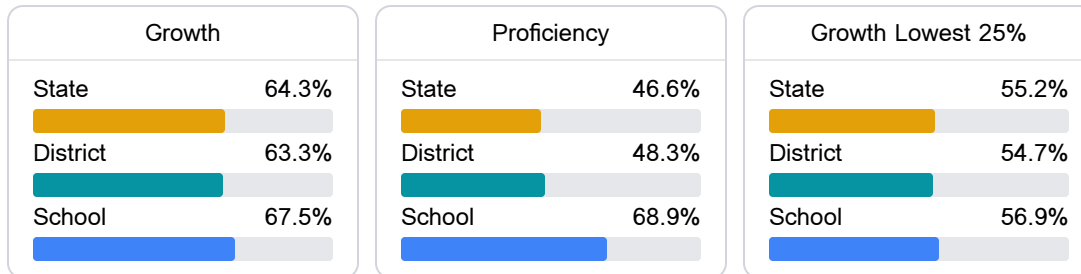 Growth
State 64.3%
District 63.3%
School 67.5%
Proficiency
State 46.6%
District 48.3%
School 68.9%
Growth Lowest 25%
State 55.2%
District 54.7%
School 56.9%